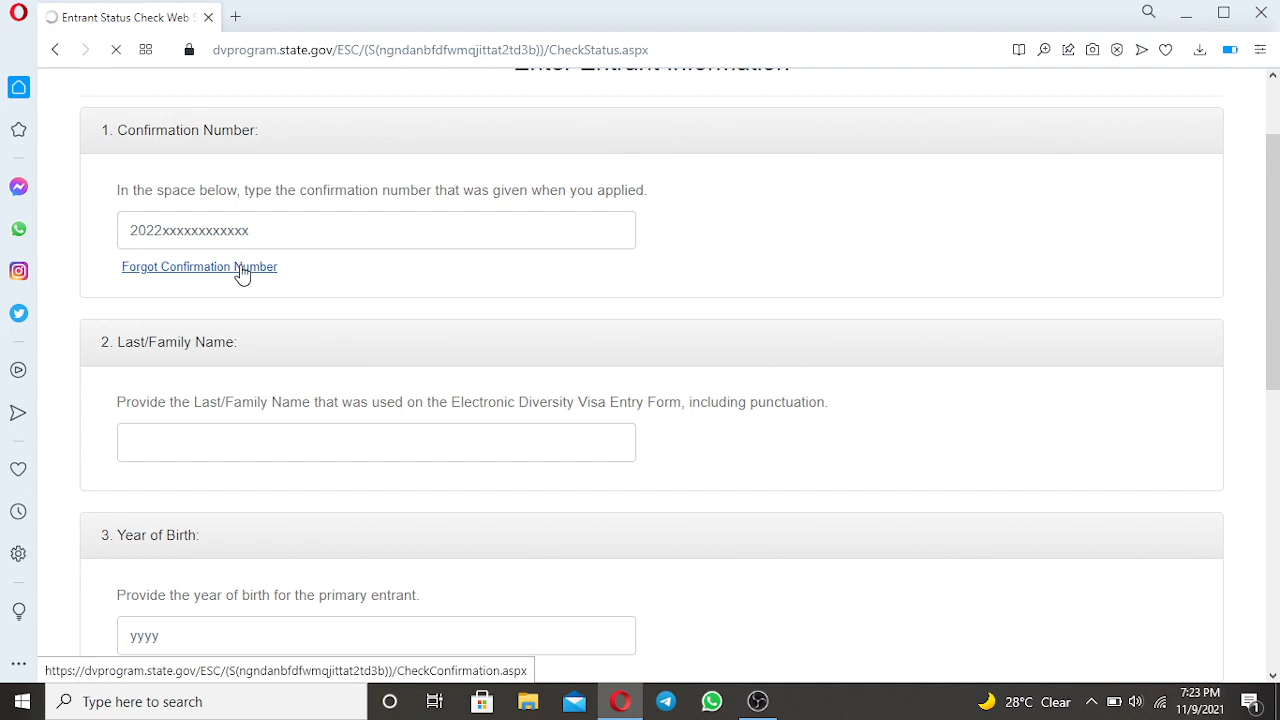 Entrant Status Check Web S
dvprogram.state.gov/ESC/(S(ngndanbfdfwmqjittat2td3b))/CheckStatus.aspx
Enter Entrant Information
1. Confirmation Number:
In the space below, type the confirmation number that was given when you applied.
2022xxxxxxxxxxxx
Forgot Confirmation Number
2. Last/Family Name:
Provide the Last/Family Name that was used on the Electronic Diversity Visa Entry Form, including punctuation.
3. Year of Birth:
Provide the year of birth for the primary entrant.
yyyy
https://dvprogram.state.gov/ESC/(S(ngndanbfdfwmqjittat2td3b))/CheckConfirmation.aspx
Type here to search
28°C Clear
7:23 PM
11/9/2021
1